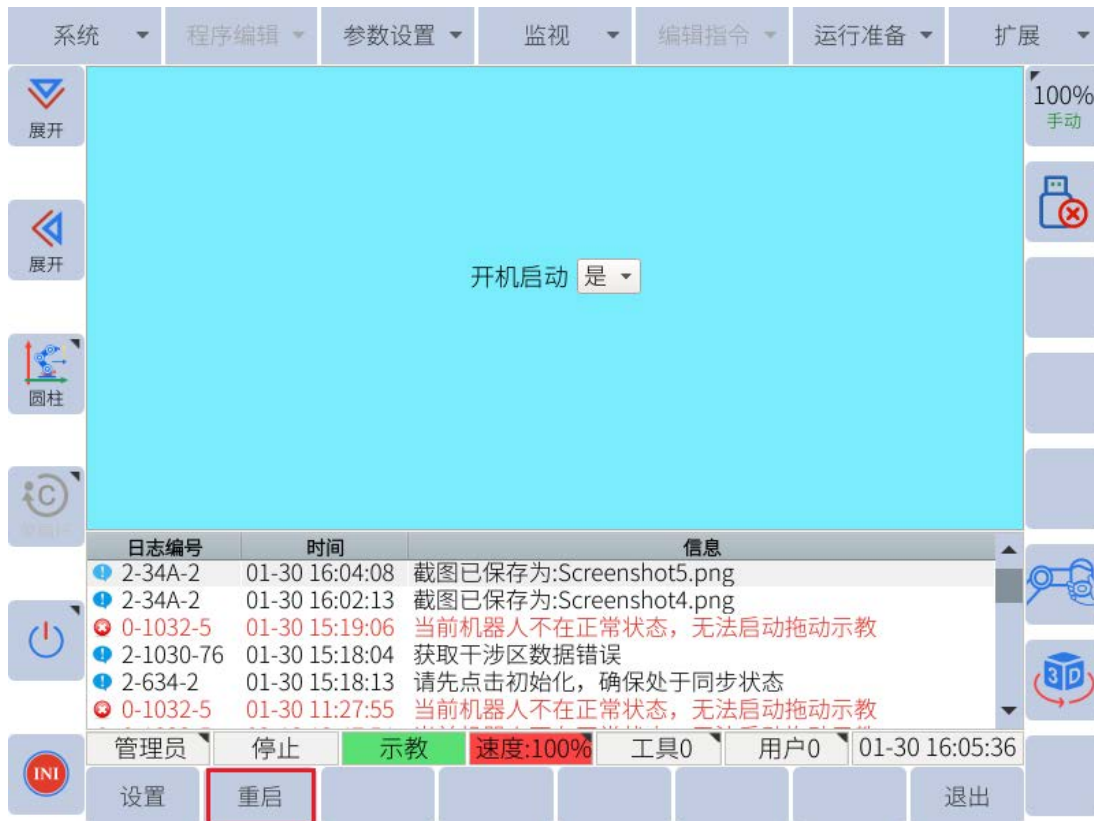 系统 程序编辑 参数设置 监视 编辑指令 运行准备 扩展
展开
100%
手动
展开
开机启动 是
圆柱
C
日志编号 时间 信息
2-34A-2 01-30 16:04:08 截图已保存为:Screenshot5.png
2-34A-2 01-30 16:02:13 截图已保存为:Screenshot4.png
0-1032-5 01-30 15:19:06 当前机器人不在正常状态，无法启动拖动示教
2-1030-76 01-30 15:18:04 获取干涉区数据错误
2-634-2 01-30 15:18:13 请先点击初始化，确保处于同步状态
0-1032-5 01-30 11:27:55 当前机器人不在正常状态，无法启动拖动示教
3D
管理员 停止 示教 速度:100% 工具0 用户0 01-30 16:05:36
INI
设置 重启 退出